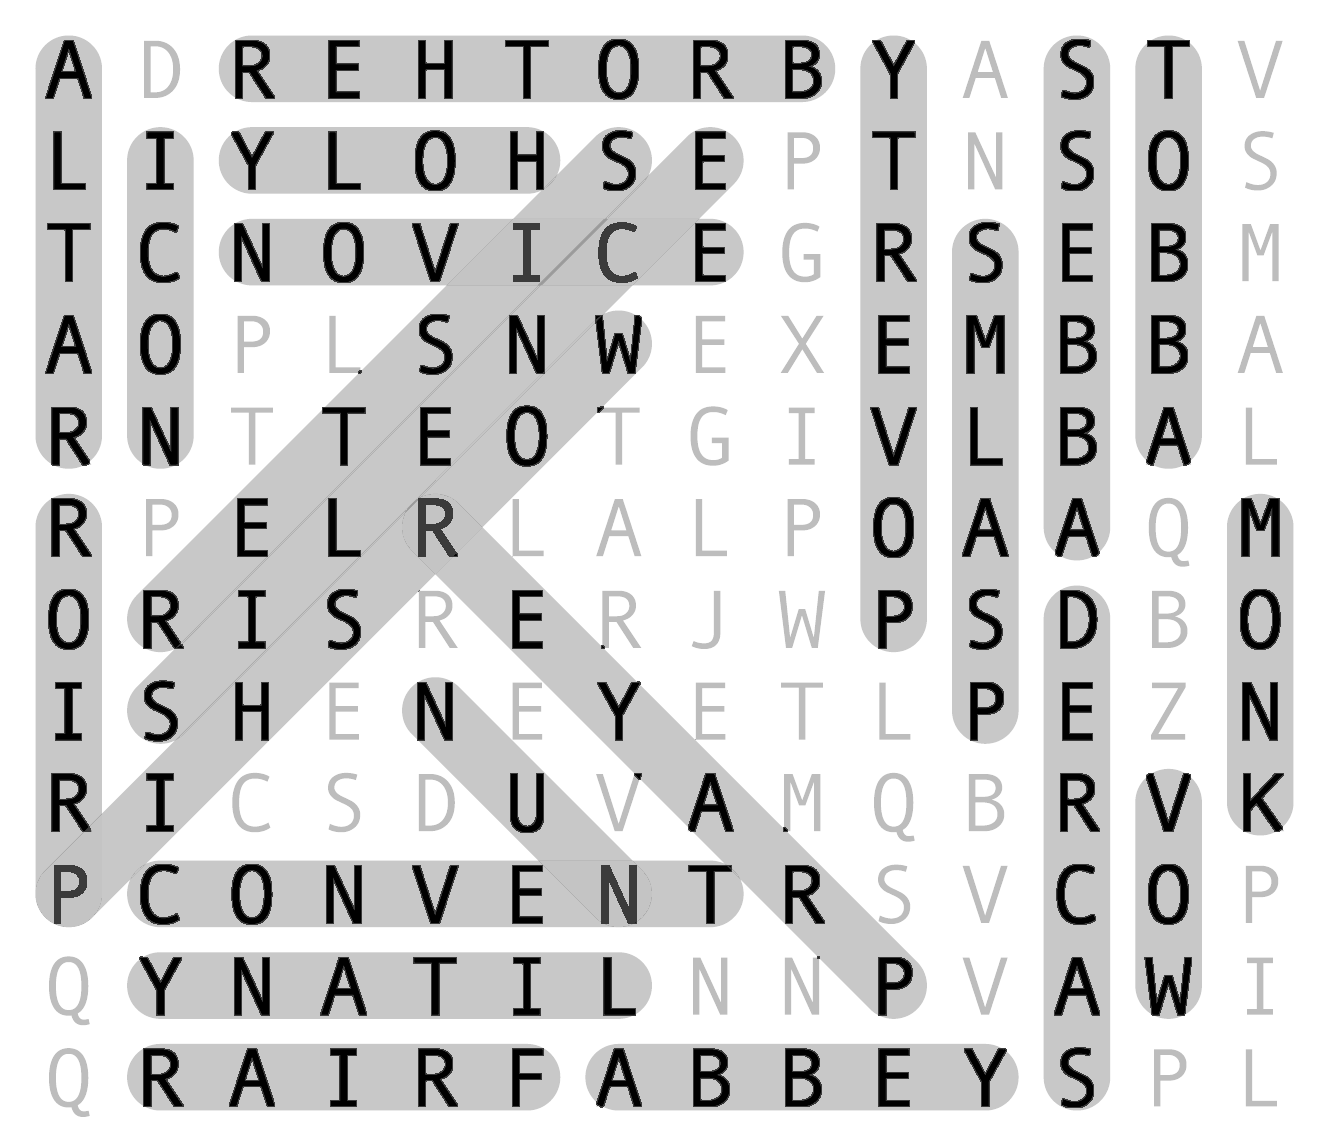 A D R E H T O R B Y A S T V
L I Y L O H S E P T N S O S
T C N O V I C E G R S E B M
A O P L S N W E X E M B B A
R N T T E O T G I V L B A L
R P E L R L A L P O A A Q M
O R I S R E R J W P S D B O
I S H E N E Y E T L P E Z N
R I C S D U V A M Q B R V K
P C O N V E N T R S V C O P
Q Y N A T I L N N P V A W I
Q R A I R F A B B E Y S P L